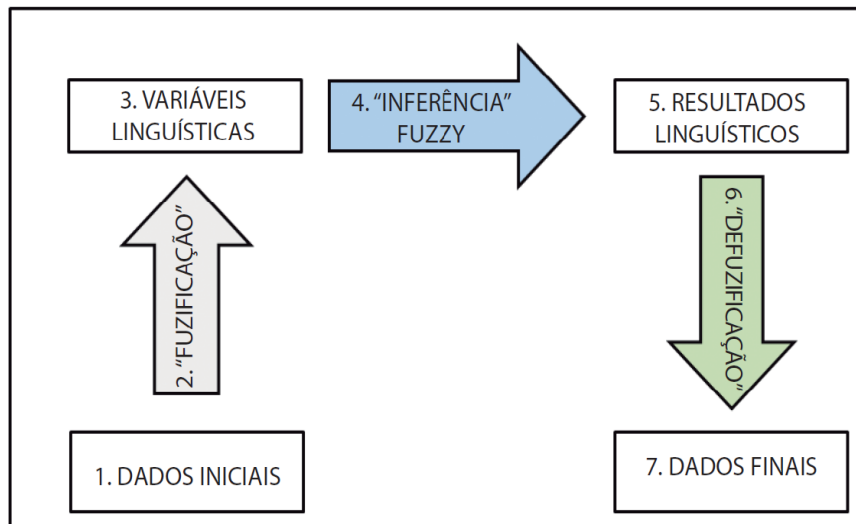 1. DADOS INICIAIS
2. “FUZIFICAÇÃO”
3. VARIÁVEIS
LINGUÍSTICAS
4. “INFERÊNCIA”
FUZZY
5. RESULTADOS
LINGUÍSTICOS
6. “DEFUZIFICAÇÃO”
7. DADOS FINAIS